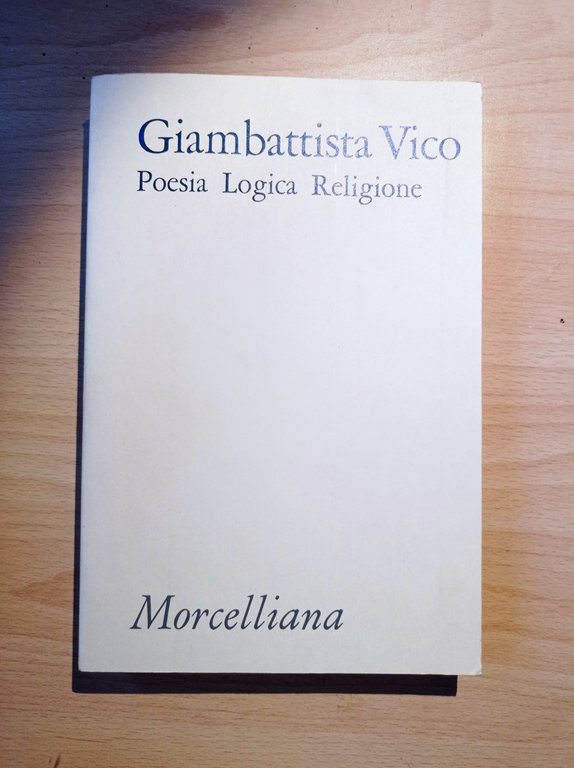 Giambattista Vico
Poesia Logica Religione
Morcelliana